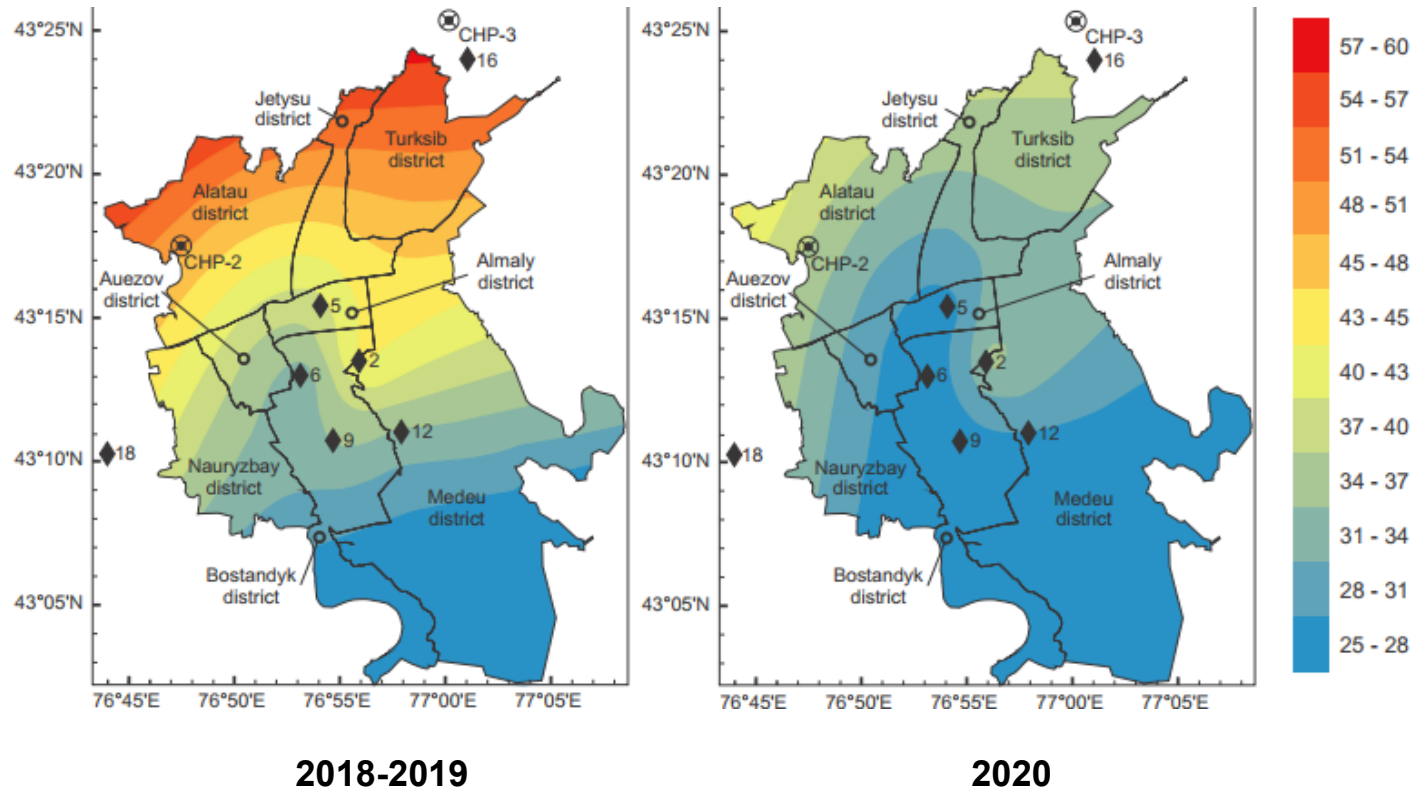 43°25'N
43°20'N
43°15'N
43°10'N
43°05'N
CHP-3
16
Jetysu
district
Turksib
district
Alatau
district
CHP-2
Auezov
district
Almaly
district
5
2
6
9
12
18
Nauryzbay
district
Medeu
district
Bostandyk
district
76°45'E 76°50'E 76°55'E 77°00'E 77°05'E
2018-2019
43°25'N
43°20'N
43°15'N
43°10'N
43°05'N
CHP-3
16
Jetysu
district
Turksib
district
Alatau
district
CHP-2
Auezov
district
Almaly
district
5
2
6
9
12
18
Nauryzbay
district
Medeu
district
Bostandyk
district
76°45'E 76°50'E 76°55'E 77°00'E 77°05'E
2020
57 - 60
54 - 57
51 - 54
48 - 51
45 - 48
43 - 45
40 - 43
37 - 40
34 - 37
31 - 34
28 - 31
25 - 28